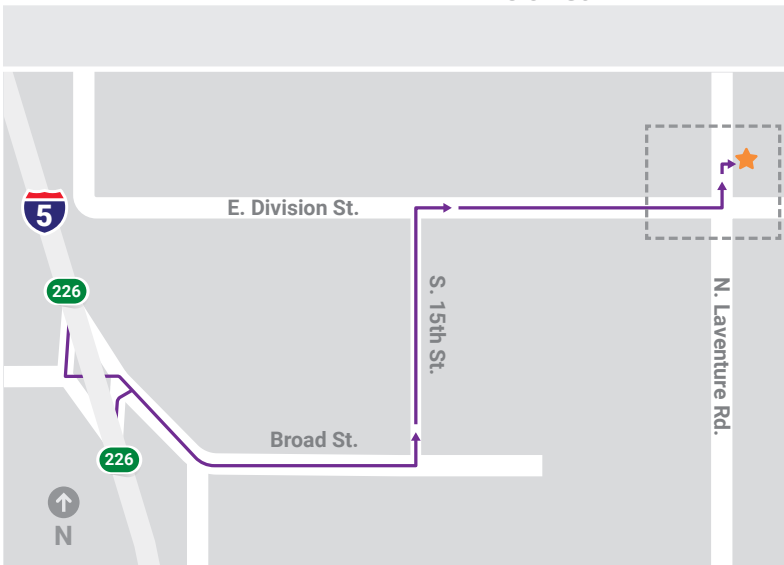 E. Division St.
5
226
S. 15th St.
N. Laventure Rd.
Broad St.
226
N